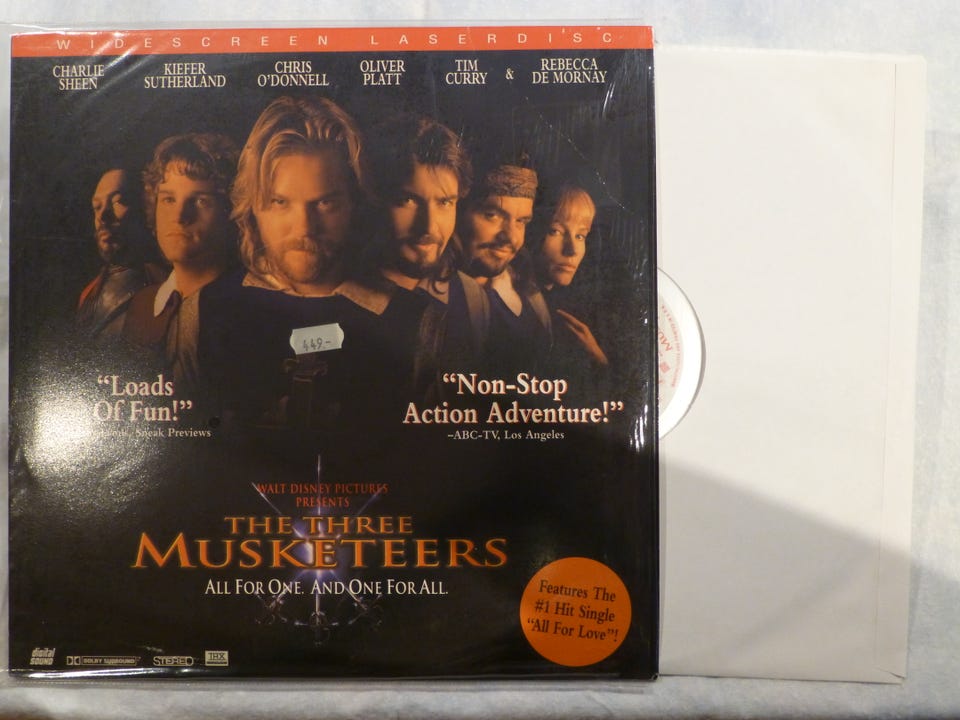 WIDESCREEN LASERDISC
CHARLIE SHEEN
KIEFER SUTHERLAND
CHRIS O'DONNELL
OLIVER PLATT
TIM CURRY
&
REBECCA DE MORNAY
449.-
"Loads
Of Fun!"
Sneak Previews
"Non-Stop
Action Adventure!"
–ABC-TV, Los Angeles
WALT DISNEY PICTURES
PRESENTS
THE THREE
MUSKETEERS
ALL FOR ONE. AND ONE FOR ALL.
Features The
#1 Hit Single
"All For Love"!
digital
SOUND
DOLBY SURROUND
STEREO
THX